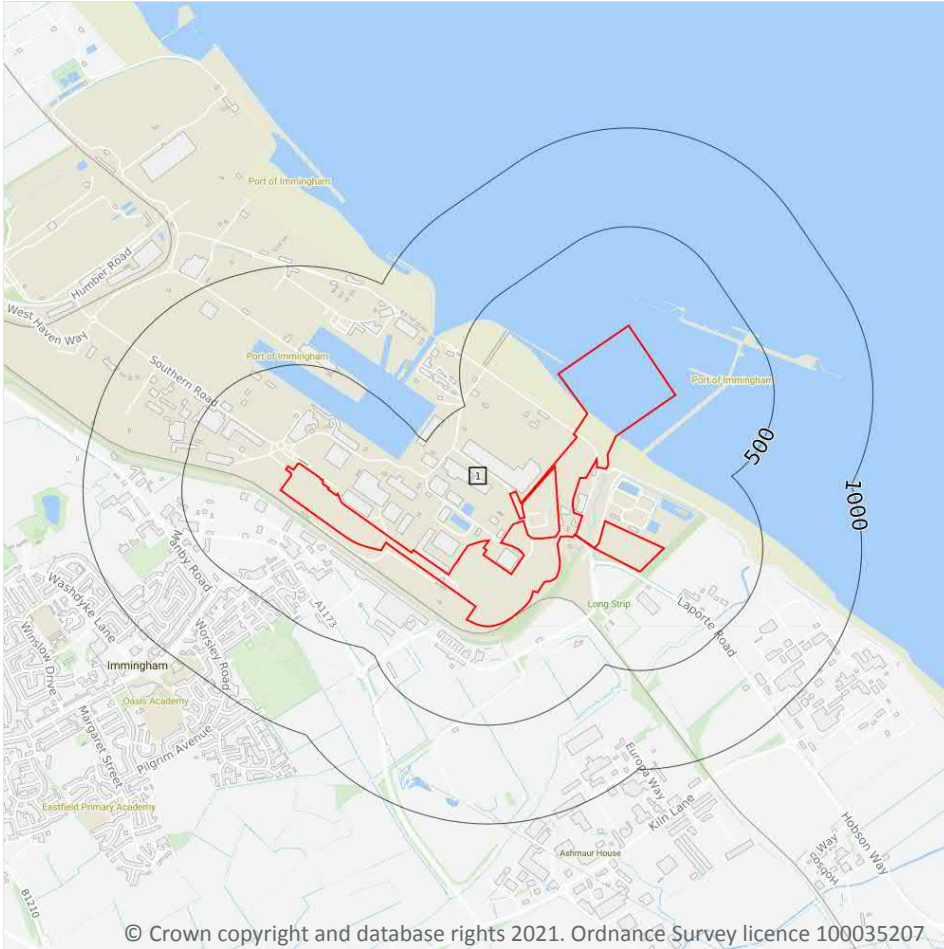 Port of Immingham
Humber Road
West Haven Way
Port of Immingham
Southern Road
Port of Immingham
500
1
1000
Manby Road
Washdyke Lane
A1173
Long Strip
Laporte Road
Winslow Drive
Worsley Road
Immingham
Oasis Academy
Margaret Street
Pilgrim Avenue
Europa Way
Eastfield Primary Academy
Kiln Lane
Hobson Way
Hobson Way
Ashmaur House
B1210
© Crown copyright and database rights 2021. Ordnance Survey licence 100035207